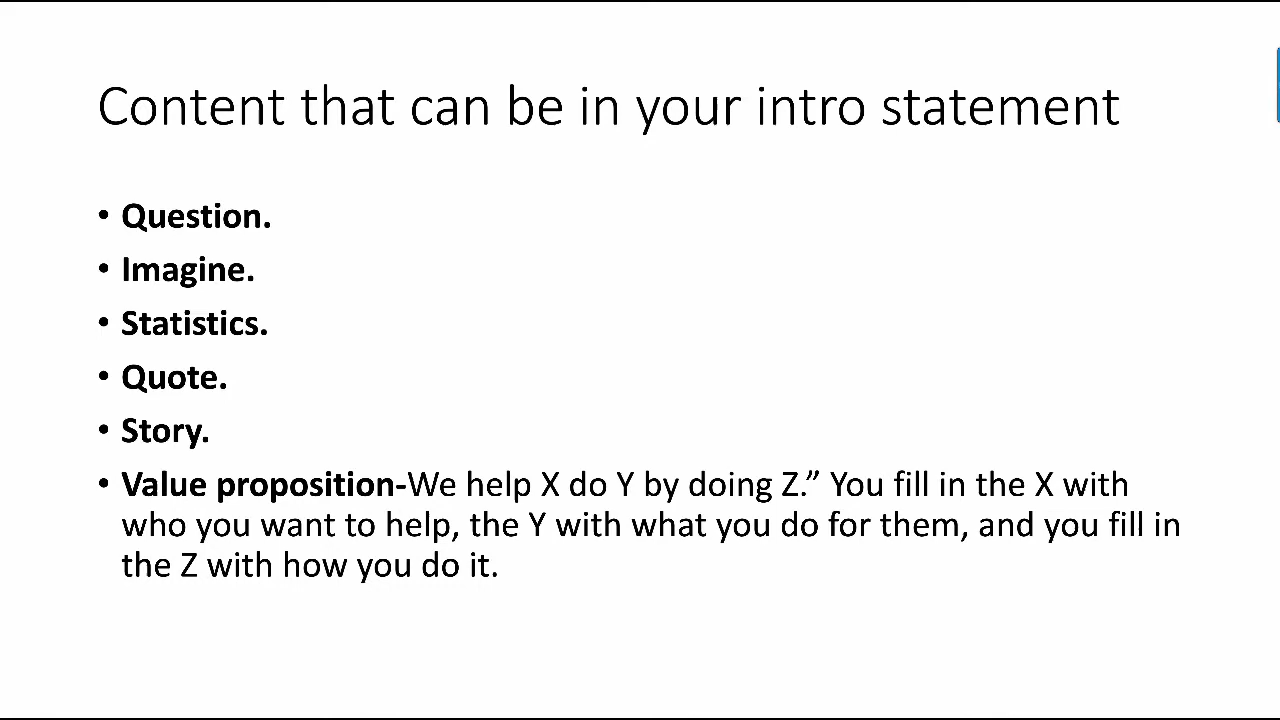 Content that can be in your intro statement
• Question.
• Imagine.
• Statistics.
• Quote.
• Story.
• Value proposition-We help X do Y by doing Z.” You fill in the X with
who you want to help, the Y with what you do for them, and you fill in
the Z with how you do it.